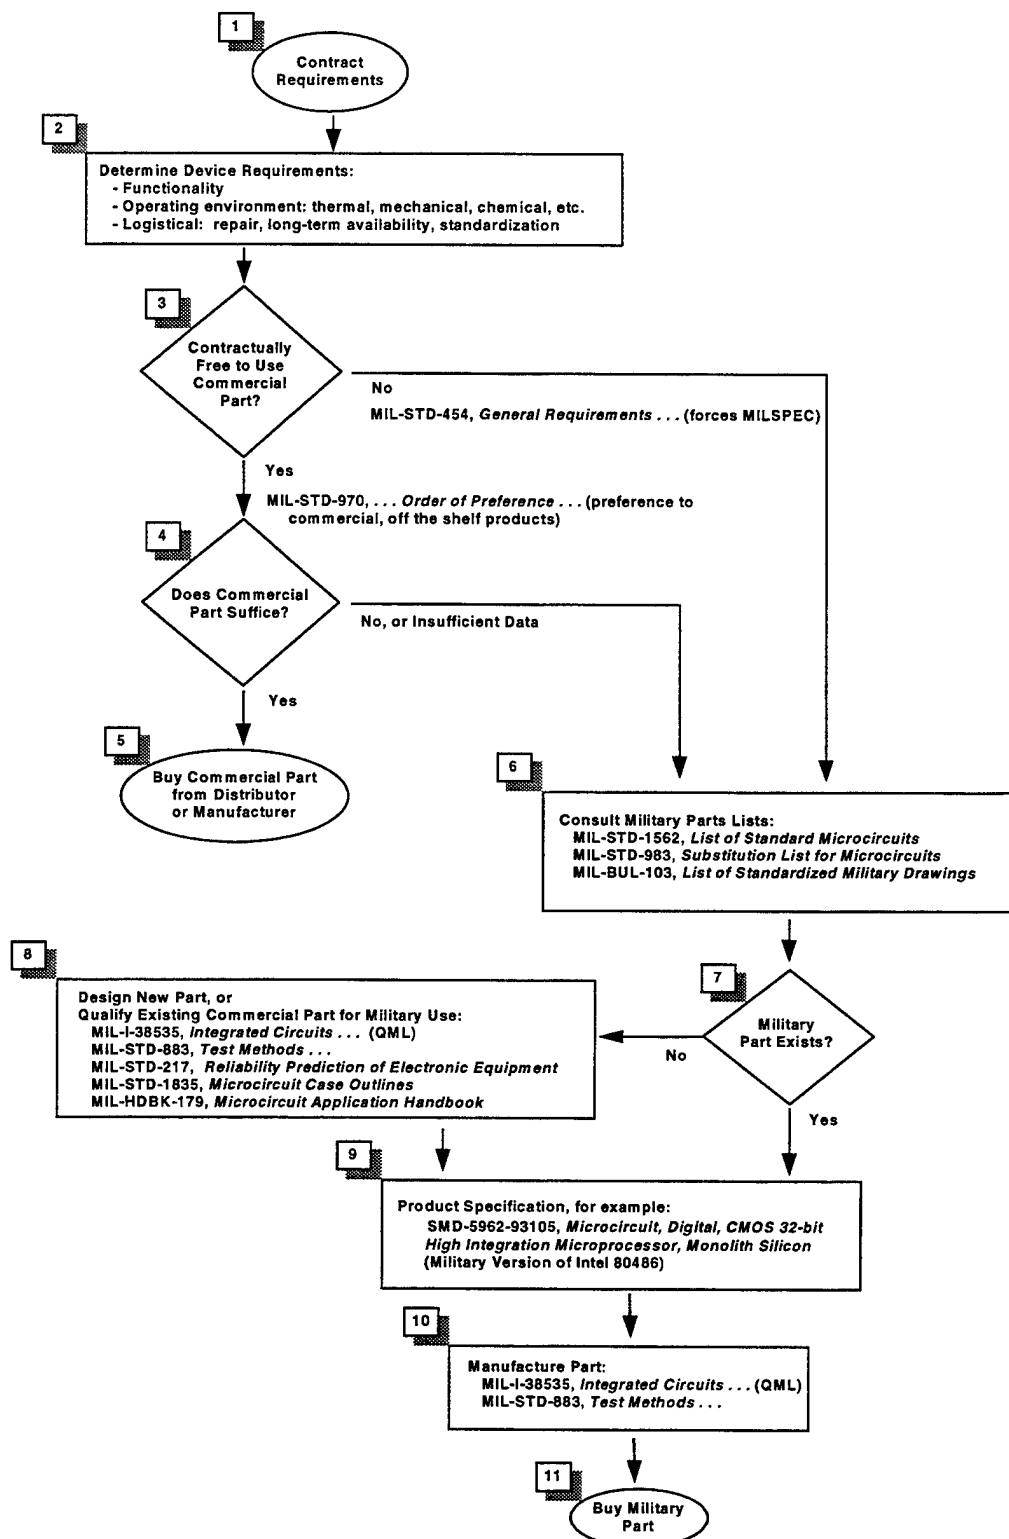 1
Contract
Requirements
2
Determine Device Requirements:
- Functionality
- Operating environment: thermal, mechanical, chemical, etc.
- Logistical: repair, long-term availability, standardization
3
Contractually
Free to Use
Commercial
Part?
No
MIL-STD-454, General Requirements . . . (forces MILSPEC)
Yes
MIL-STD-970, . . . Order of Preference . . . (preference to
commercial, off the shelf products)
4
Does Commercial
Part Suffice?
No, or Insufficient Data
Yes
5
Buy Commercial Part
from Distributor
or Manufacturer
6
Consult Military Parts Lists:
MIL-STD-1562, List of Standard Microcircuits
MIL-STD-983, Substitution List for Microcircuits
MIL-BUL-103, List of Standardized Military Drawings
7
Military
Part Exists?
No
Yes
8
Design New Part, or
Qualify Existing Commercial Part for Military Use:
MIL-I-38535, Integrated Circuits . . . (QML)
MIL-STD-883, Test Methods . . .
MIL-STD-217, Reliability Prediction of Electronic Equipment
MIL-STD-1835, Microcircuit Case Outlines
MIL-HDBK-179, Microcircuit Application Handbook
9
Product Specification, for example:
SMD-5962-93105, Microcircuit, Digital, CMOS 32-bit
High Integration Microprocessor, Monolith Silicon
(Military Version of Intel 80486)
10
Manufacture Part:
MIL-I-38535, Integrated Circuits . . . (QML)
MIL-STD-883, Test Methods . . .
11
Buy Military
Part